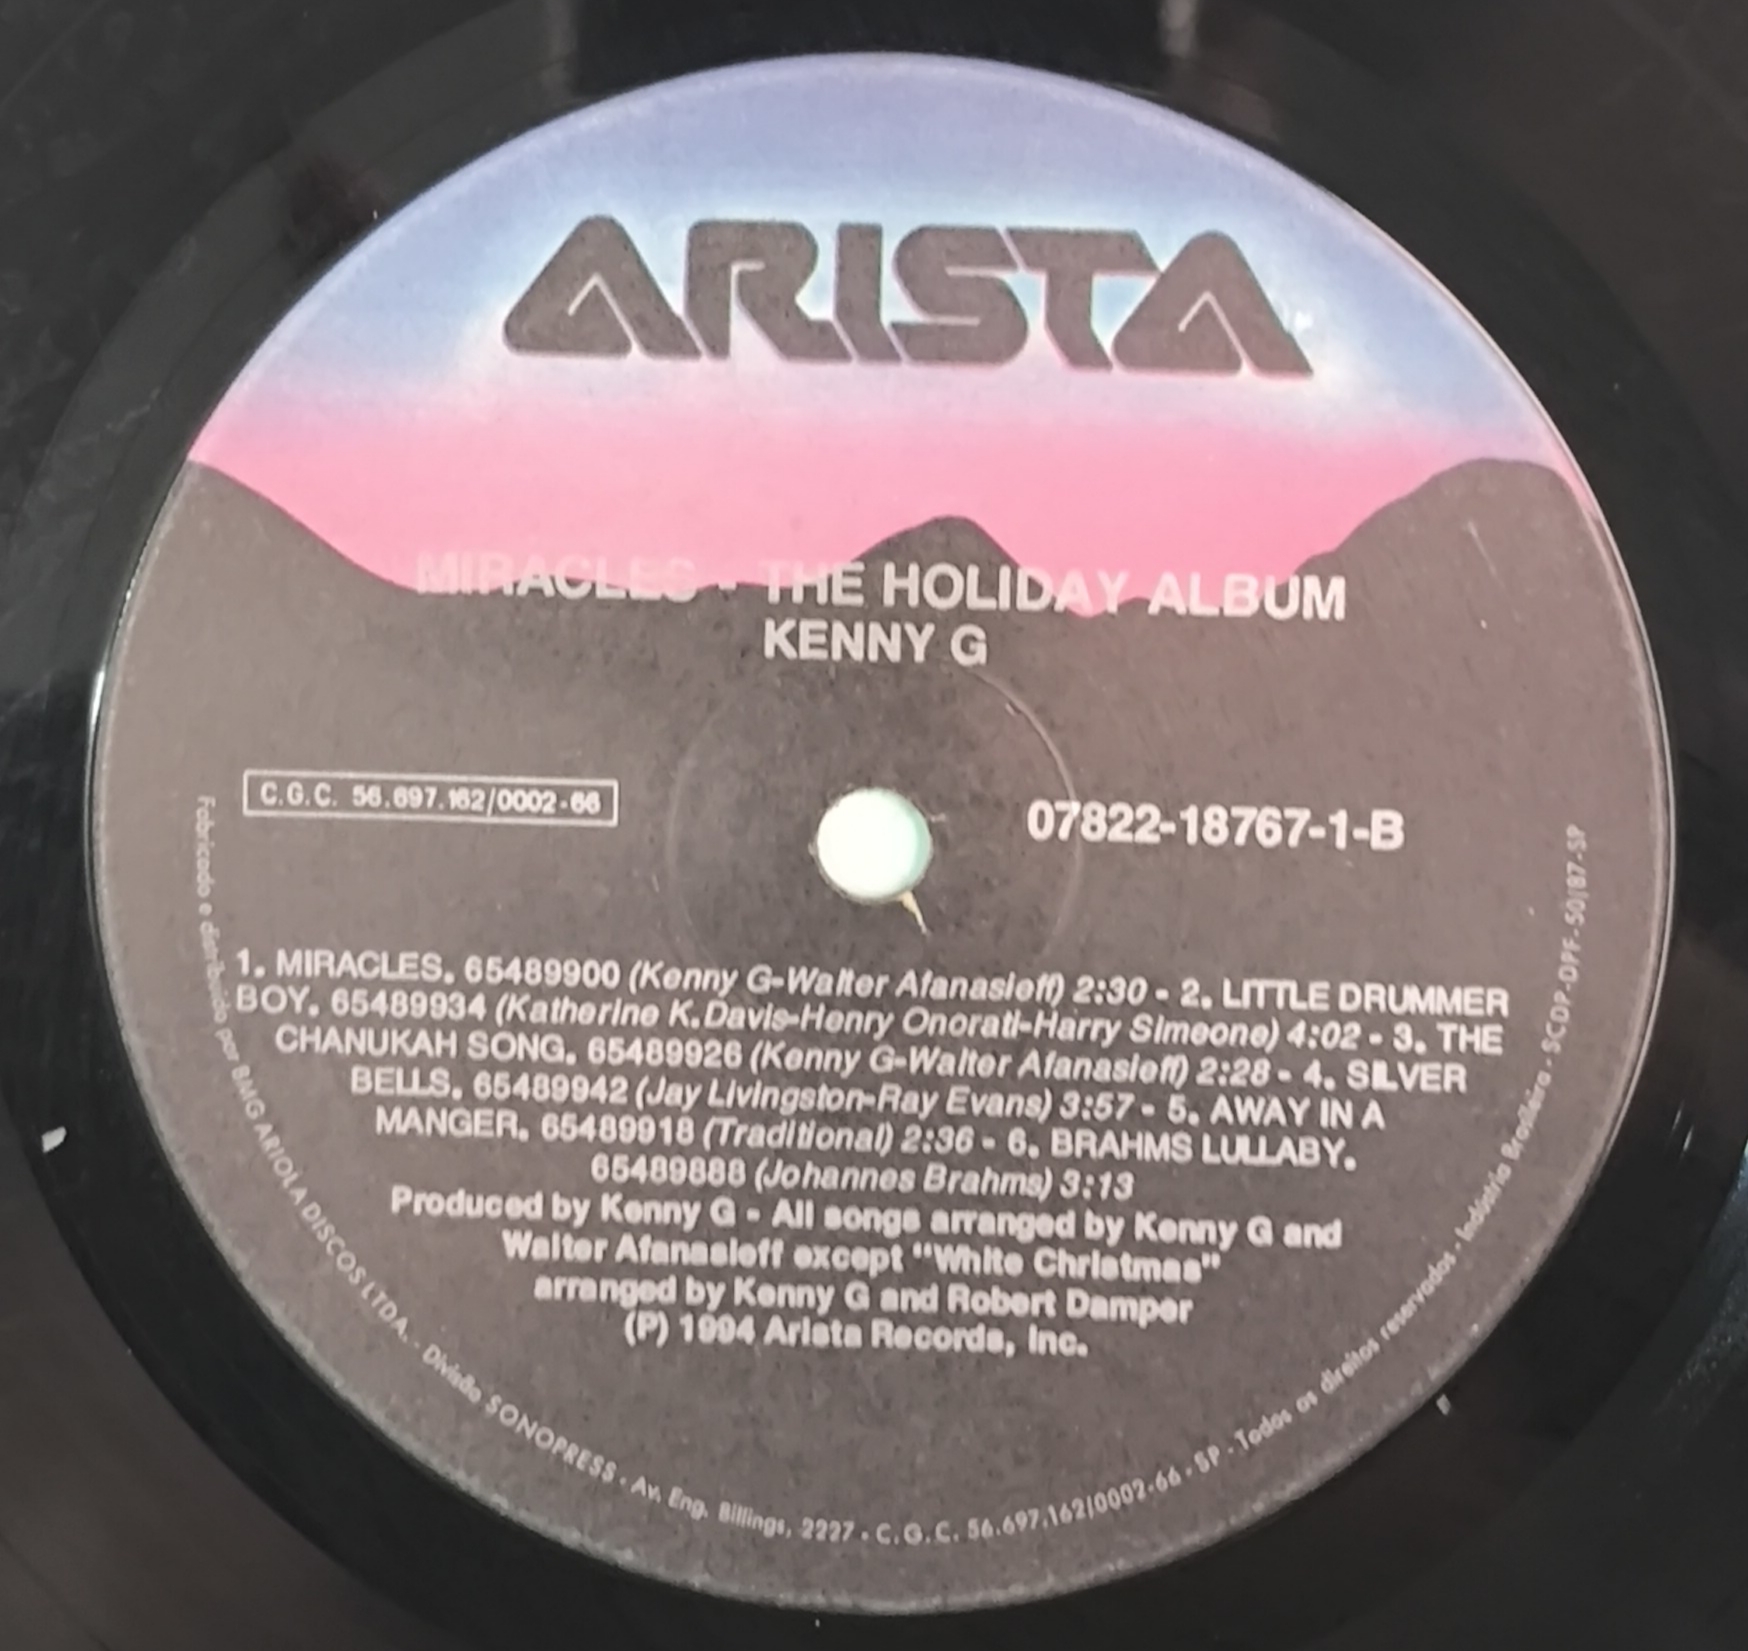 ARISTA
MIRACLES - THE HOLIDAY ALBUM
KENNY G
C.G.C. 56.697.162/0002-66
07822-18767-1-B
1. MIRACLES. 65489900 (Kenny G-Walter Afanasieff) 2:30 - 2. LITTLE DRUMMER
BOY. 65489934 (Katherine K.Davis-Henry Onorati-Harry Simeone) 4:02 - 3. THE
CHANUKAH SONG. 65489926 (Kenny G-Walter Afanasieff) 2:28 - 4. SILVER
BELLS. 65489942 (Jay Livingston-Ray Evans) 3:57 - 5. AWAY IN A
MANGER. 65489918 (Traditional) 2:36 - 6. BRAHMS LULLABY.
65489888 (Johannes Brahms) 3:13
Produced by Kenny G - All songs arranged by Kenny G and
Walter Afanasieff except "White Christmas"
arranged by Kenny G and Robert Damper
(P) 1994 Arista Records, Inc.
Fabricado e distribuído por BMG ARIOLA DISCOS LTDA. - Divisão SONOPRESS - Av. Eng. Billings, 2227 - C.G.C. 56.697.162/0002-66 - SP - Todos os direitos reservados - Indústria Brasileira - SCDP-DPF-50/87-SP